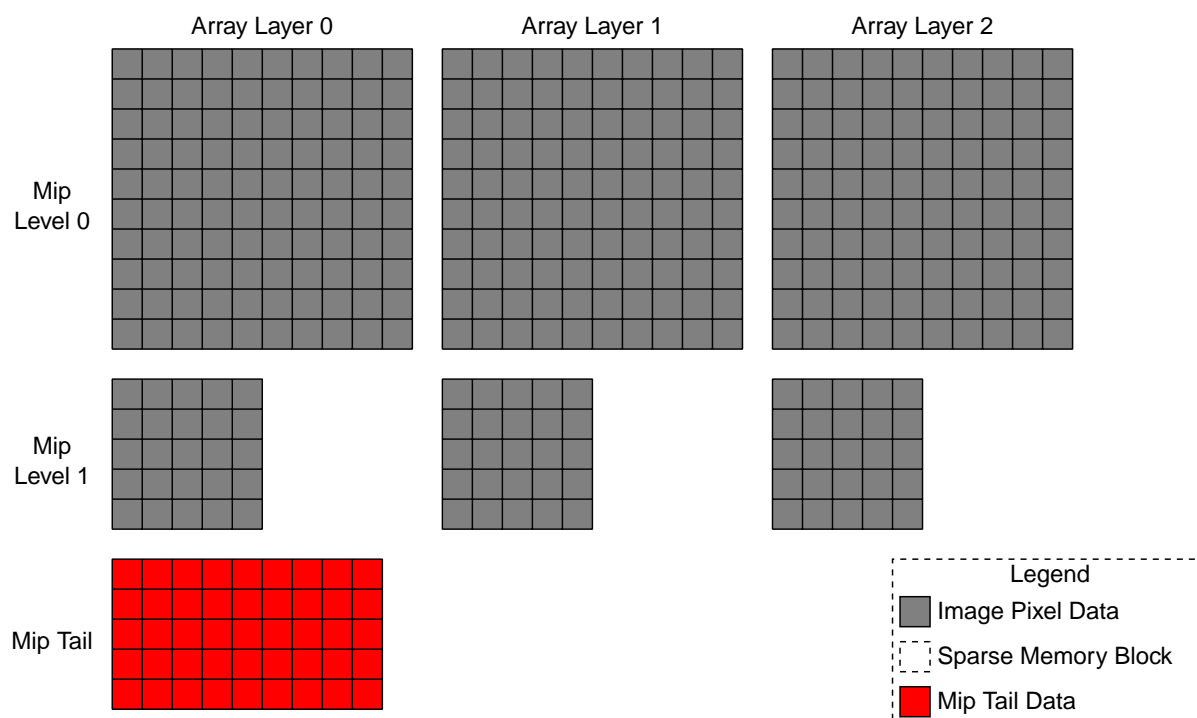 Array Layer 0
Array Layer 1
Array Layer 2
Mip
Level 0
Mip
Level 1
Mip Tail
Legend
Image Pixel Data
Sparse Memory Block
Mip Tail Data